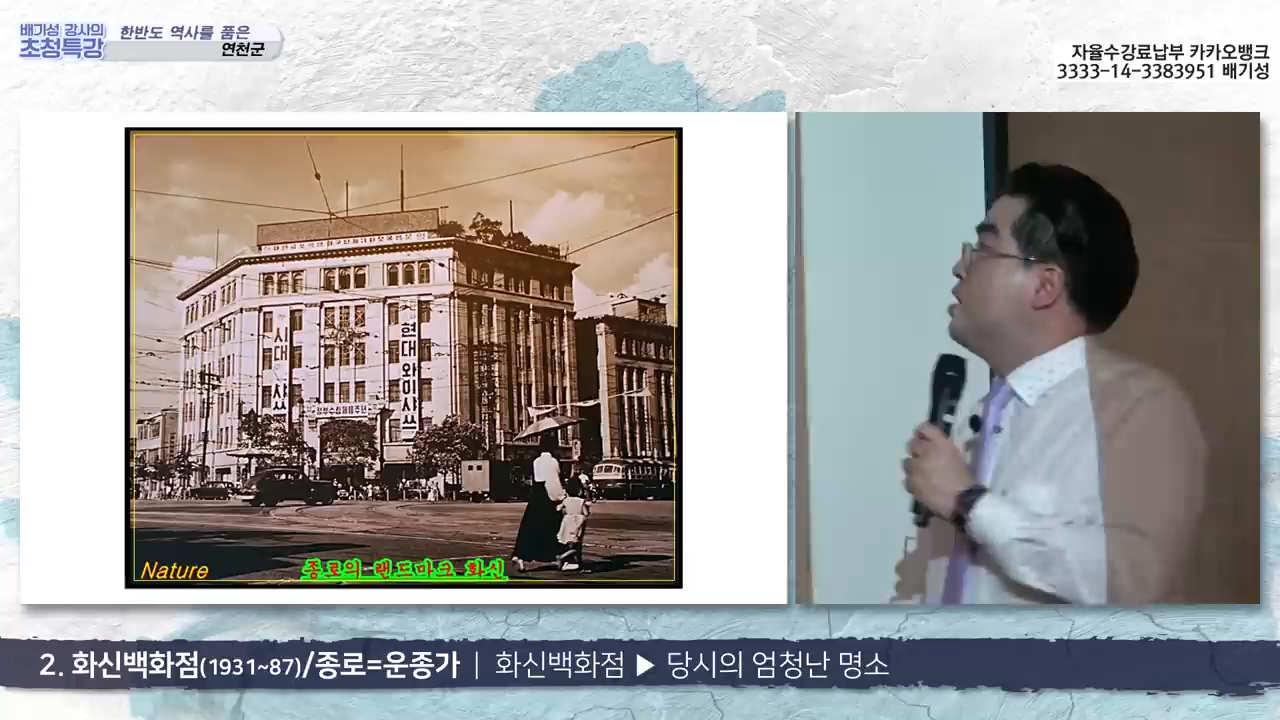 배기성 강사의
초청특강
한반도 역사를 품은
연천군
자율수강료납부 카카오뱅크
3333-14-3383951 배기성
시대 사쓰
현대 와이사쓰
Nature
종로의 랜드마크 화신
2. 화신백화점(1931~87)/종로=운종가 | 화신백화점 ▶ 당시의 엄청난 명소